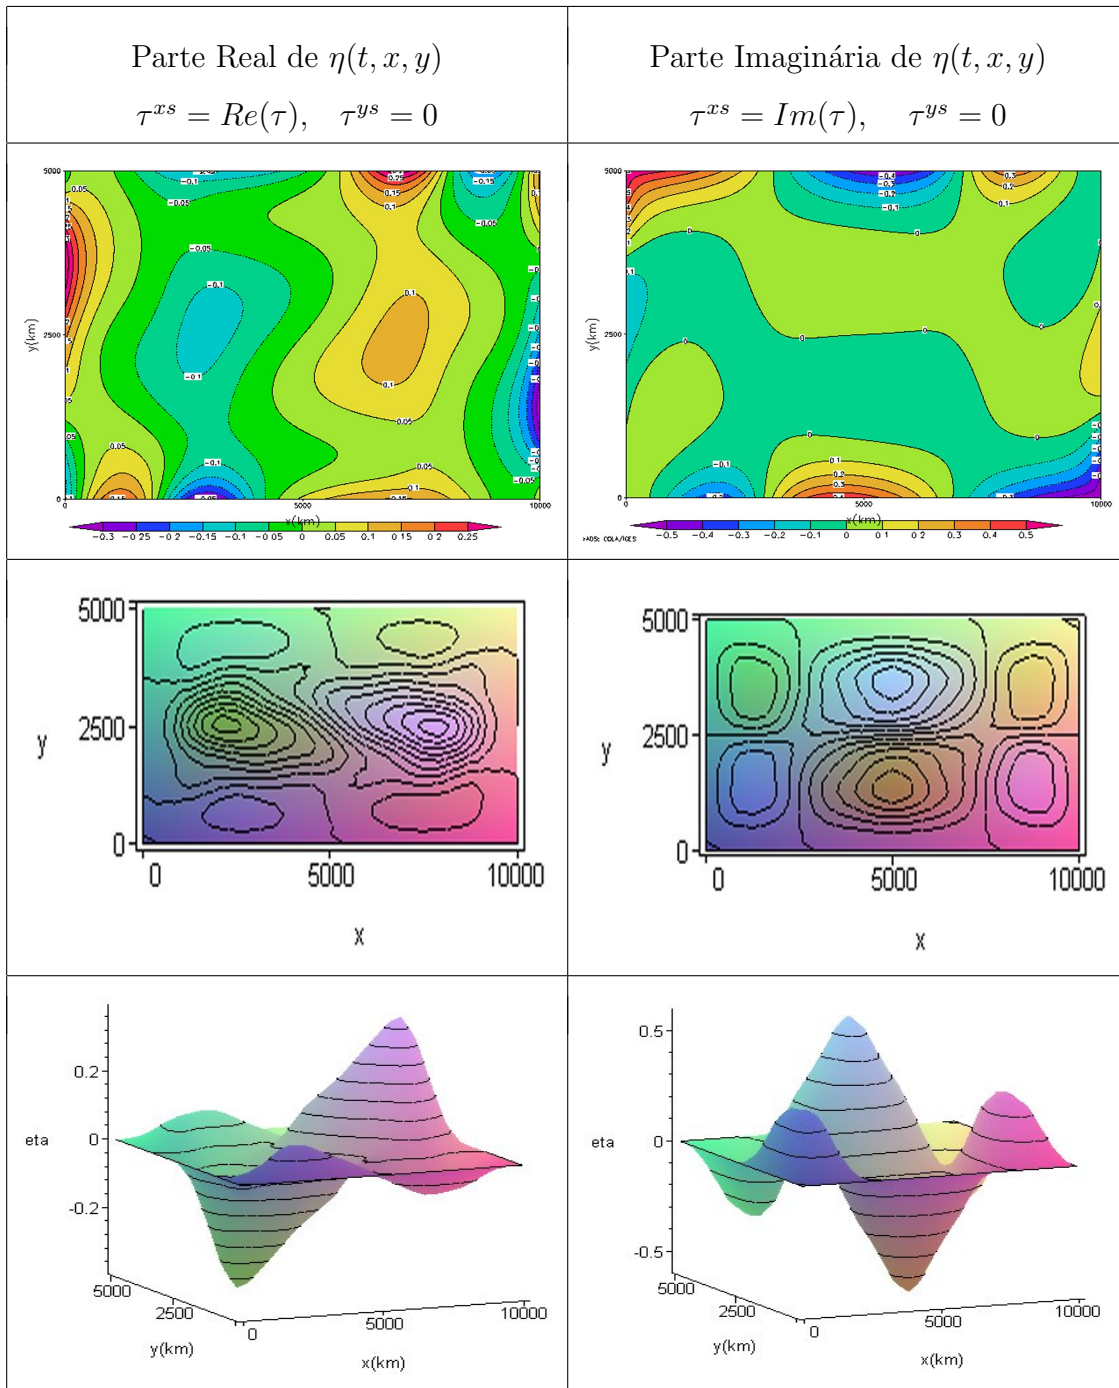 Parte Real de η(t, x, y)
τ^{xs} = Re(τ), τ^{ys} = 0
Parte Imaginária de η(t, x, y)
τ^{xs} = Im(τ), τ^{ys} = 0
y(km)
2500
0
5000
10000
x(km)
-0.3 -0.25 -0.2 -0.15 -0.1 -0.05 0 0.05 0.1 0.15 0.2 0.25
y(km)
2500
0
5000
10000
x(km)
-0.5 -0.4 -0.3 -0.2 -0.1 0 0.1 0.2 0.3 0.4 0.5
5000
y 2500
0
0 5000 10000
x
5000
y 2500
0
0 5000 10000
x
0.2
eta 0
-0.2
5000
2500
0
y(km)
0 5000 10000
x(km)
0.5
eta 0
-0.5
5000
2500
0
y(km)
0 5000 10000
x(km)